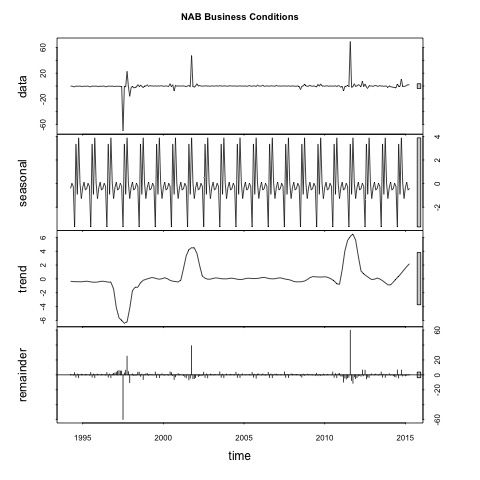 NAB Business Conditions
data
-60 -20 20 60
seasonal
-2 0 2 4
trend
-6 -4 -2 0 2 4 6
remainder
-60 -20 0 20 60
1995 2000 2005 2010 2015
time